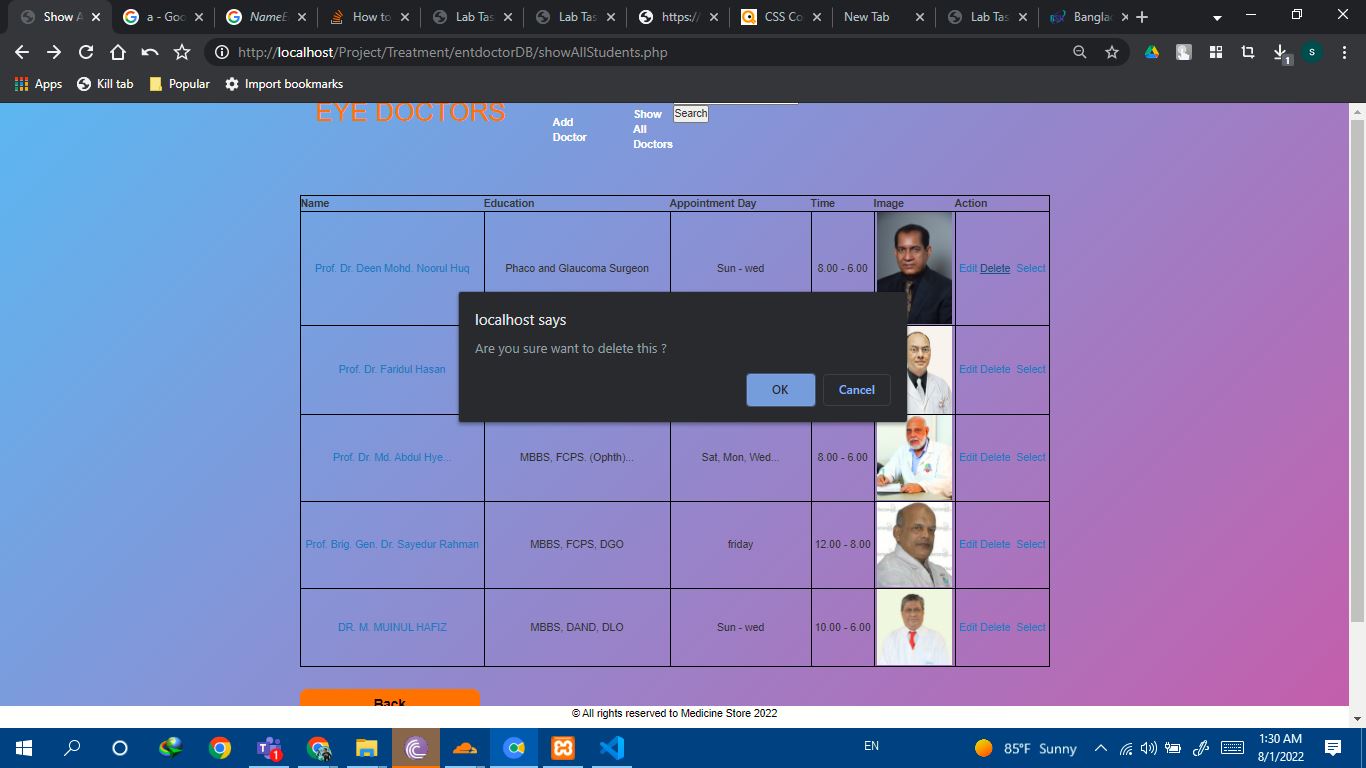 Show A
a - Goo
NameE
How to
Lab Tas
Lab Tas
https://
CSS Co
New Tab
Lab Tas
Banglac
http://localhost/Project/Treatment/entdoctorDB/showAllStudents.php
1
S
Apps
Kill tab
Popular
Import bookmarks
EYE DOCTORS
Add
Doctor
Show
All
Doctors
Search
Name Education Appointment Day Time Image Action
Prof. Dr. Deen Mohd. Noorul Huq Phaco and Glaucoma Surgeon Sun - wed 8.00 - 6.00 Edit Delete Select
localhost says
Are you sure want to delete this ?
OK Cancel
Prof. Dr. Faridul Hasan Edit Delete Select
Prof. Dr. Md. Abdul Hye... MBBS, FCPS. (Ophth)... Sat, Mon, Wed... 8.00 - 6.00 Edit Delete Select
Prof. Brig. Gen. Dr. Sayedur Rahman MBBS, FCPS, DGO friday 12.00 - 8.00 Edit Delete Select
DR. M. MUINUL HAFIZ MBBS, DAND, DLO Sun - wed 10.00 - 6.00 Edit Delete Select
Back
© All rights reserved to Medicine Store 2022
1
EN
85°F Sunny
1:30 AM
8/1/2022